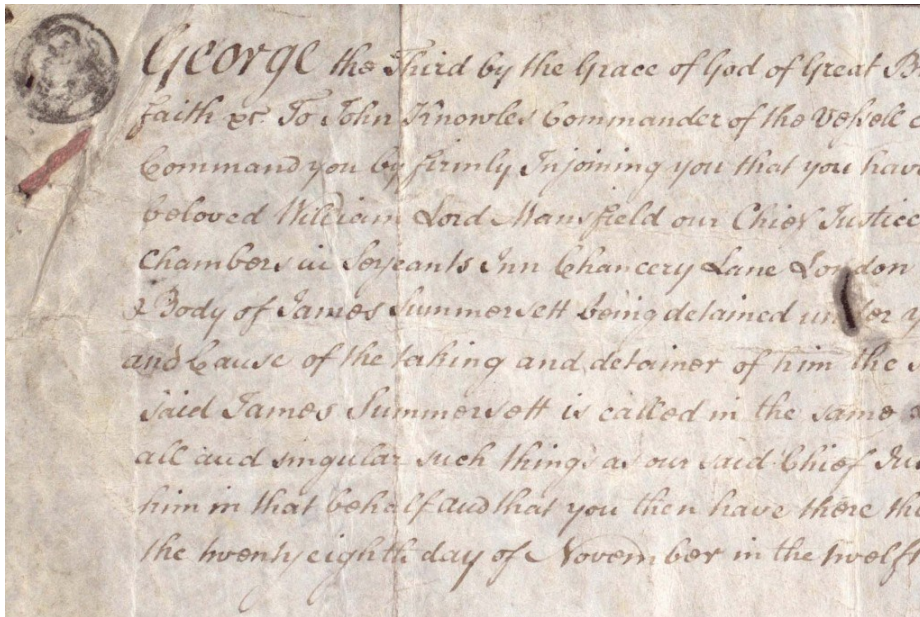 George the Third by the Grace of God of Great B
faith &c To John Knowles Commander of the Vessell
Command you by firmly Injoining you that you have
beloved William Lord Mansfield our Chief Justice
Chambers in Serjeants Inn Chancery Lane London
& Body of James Summersett being detained under y
and Cause of the taking and detainer of him the s
said James Summersett is called in the same
all and singular such things as our said Chief Jus
him in that behalf and that you then have there th
the twenty eighth day of November in the twelf